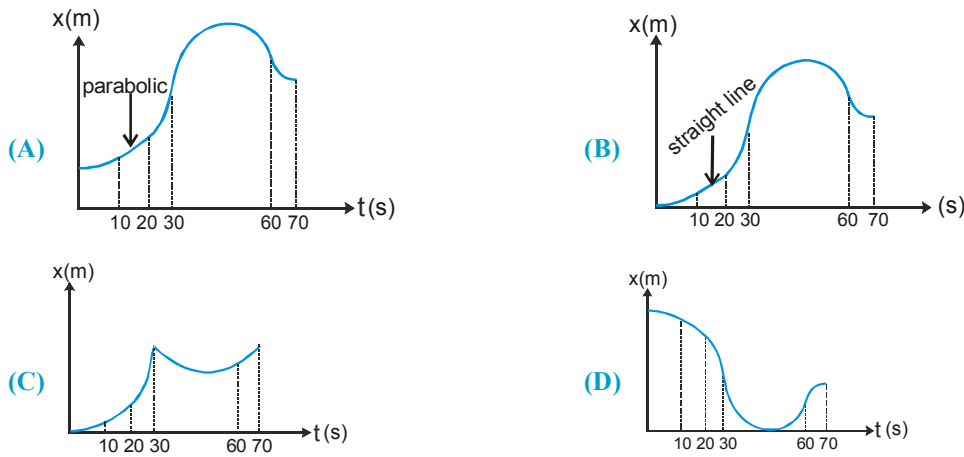 (A)
x(m)
parabolic
10 20 30 60 70 t (s)
(B)
x(m)
straight line
10 20 30 60 70 (s)
(C)
x(m)
10 20 30 60 70 t (s)
(D)
x(m)
10 20 30 60 70 t (s)